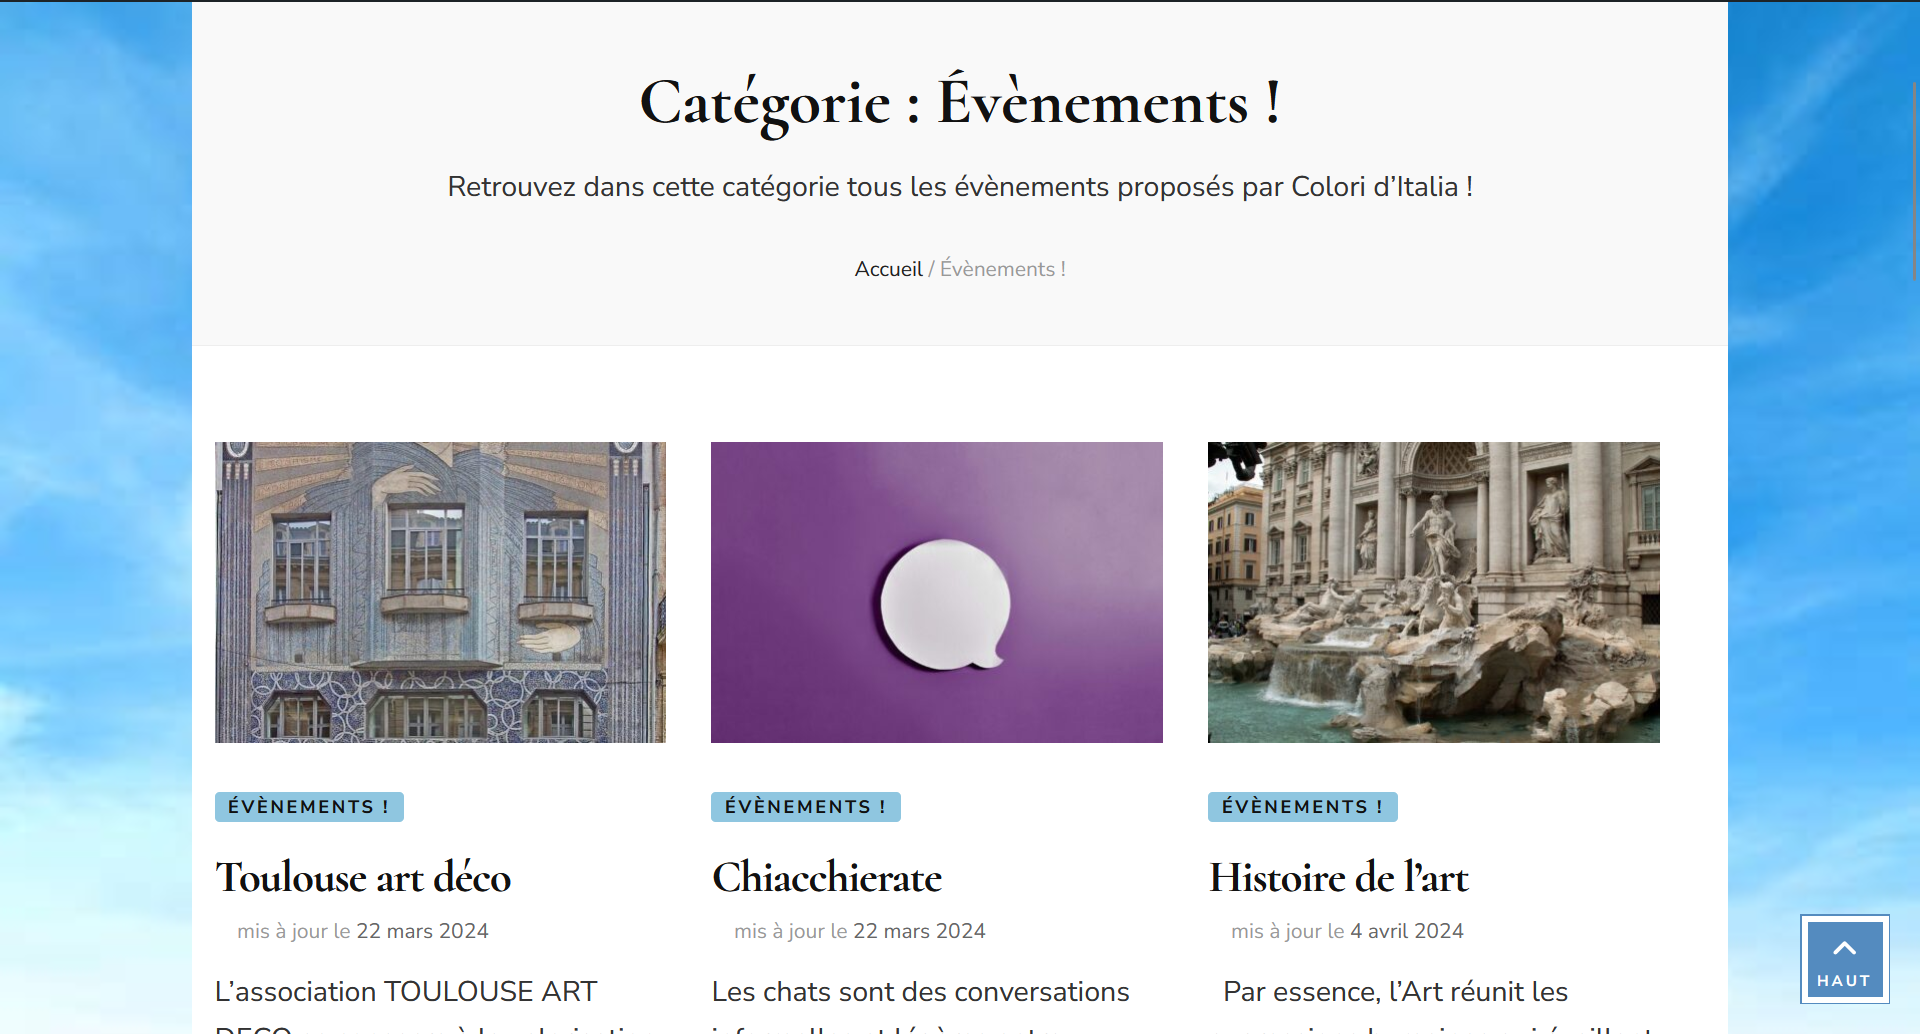 Catégorie : Évènements !
Retrouvez dans cette catégorie tous les évènements proposés par Colori d’Italia !
Accueil / Évènements !
ÉVÈNEMENTS !
Toulouse art déco
mis à jour le 22 mars 2024
L’association TOULOUSE ART
ÉVÈNEMENTS !
Chiacchierate
mis à jour le 22 mars 2024
Les chats sont des conversations
ÉVÈNEMENTS !
Histoire de l’art
mis à jour le 4 avril 2024
Par essence, l’Art réunit les
HAUT